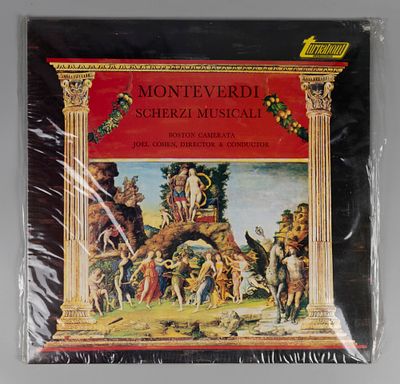 turnabout
MONTEVERDI
SCHERZI MUSICALI
BOSTON CAMERATA
JOEL COHEN, DIRECTOR & CONDUCTOR